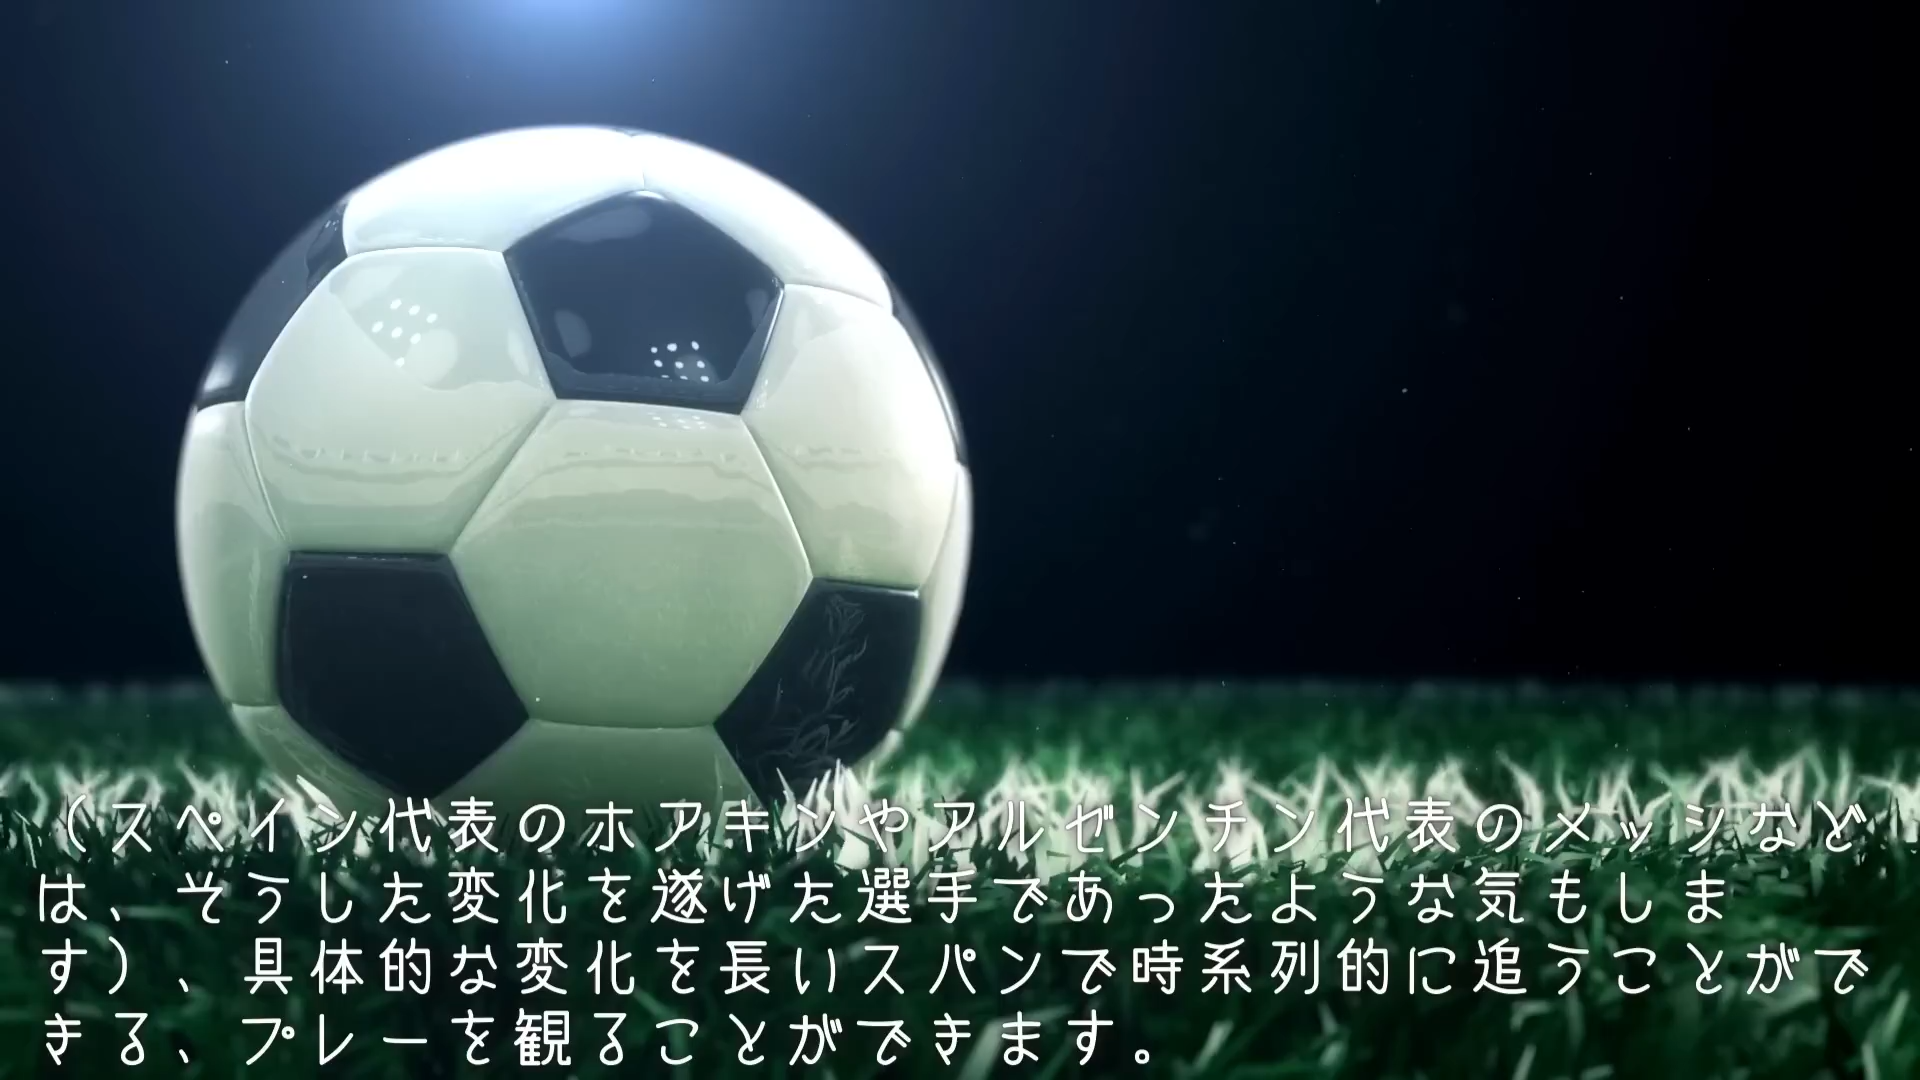 （スペイン代表のホアキンやアルゼンチン代表のメッシなど
は、そうした変化を遂げた選手であったような気もしま
す）、具体的な変化を長いスパンで時系列的に追うことがで
きる、プレーを観ることができます。